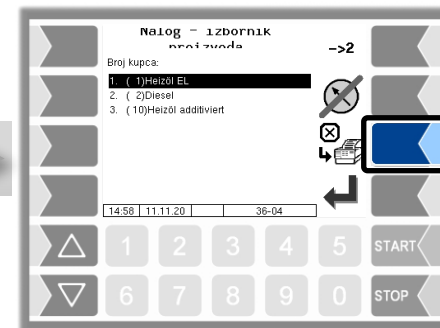 Nalog - izbornik
proizvoda
->2
Broj kupca:
1. ( 1)Heizöl EL
2. ( 2)Diesel
3. ( 10)Heizöl additiviert
14:58 11.11.20 36-04
1 2 3 4 5 START
6 7 8 9 0 STOP